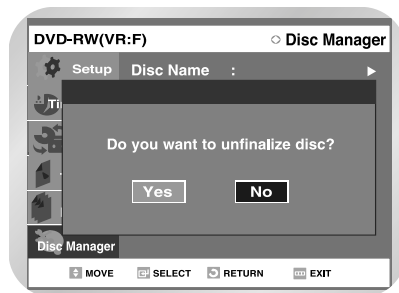 DVD-RW(VR:F) Disc Manager
Setup Disc Name :
Ti
Do you want to unfinalize disc?
Yes No
Disc Manager
MOVE SELECT RETURN EXIT